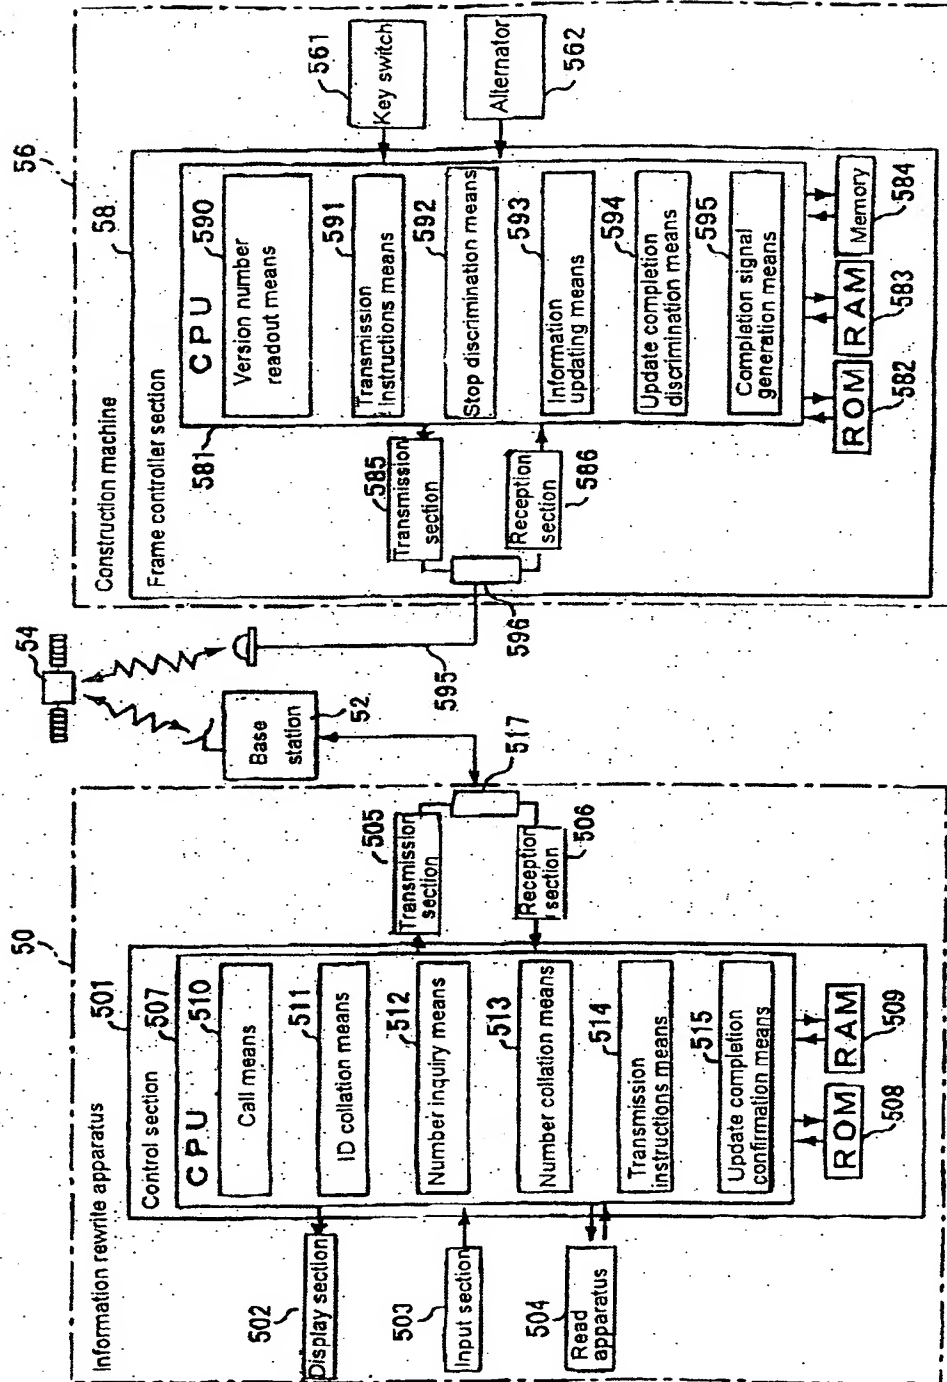 50
Information rewrite apparatus
501
Control section
507
CPU
510
Call means
511
ID collation means
512
Number inquiry means
513
Number collation means
514
Transmission
instructions means
515
Update completion
confirmation means
ROM
508
RAM
509
502
Display section
503
Input section
504
Read apparatus
505
Transmission
section
506
Reception
section
517
Base
station
52
54
595
596
56
Construction machine
58
Frame controller section
581
CPU
590
Version number
readout means
591
Transmission
Instructions means
592
Stop discrimination means
593
Information
updating means
594
Update completion
discrimination means
595
Completion signal
generation means
585
Transmission
section
586
Reception
section
ROM
582
RAM
583
Memory
584
Key switch
561
Alternator
562